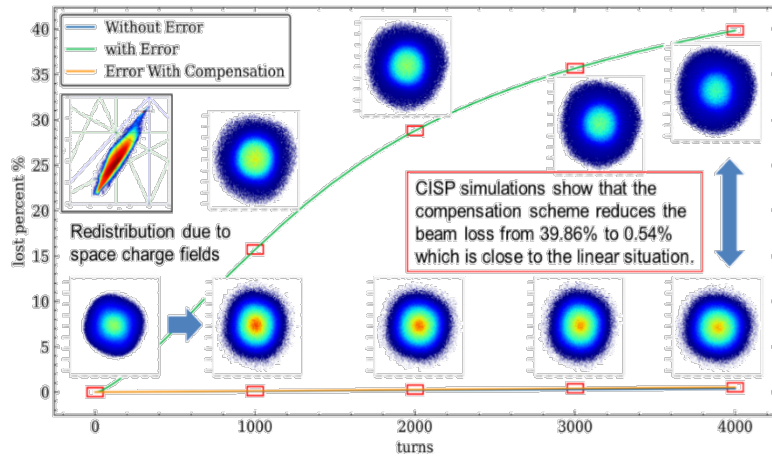 Without Error
with Error
Error With Compensation
40
35
30
25
20
15
10
5
0
lost percent %
Redistribution due to
space charge fields
CISP simulations show that the
compensation scheme reduces the
beam loss from 39.86% to 0.54%
which is close to the linear situation.
0 1000 2000 3000 4000
turns